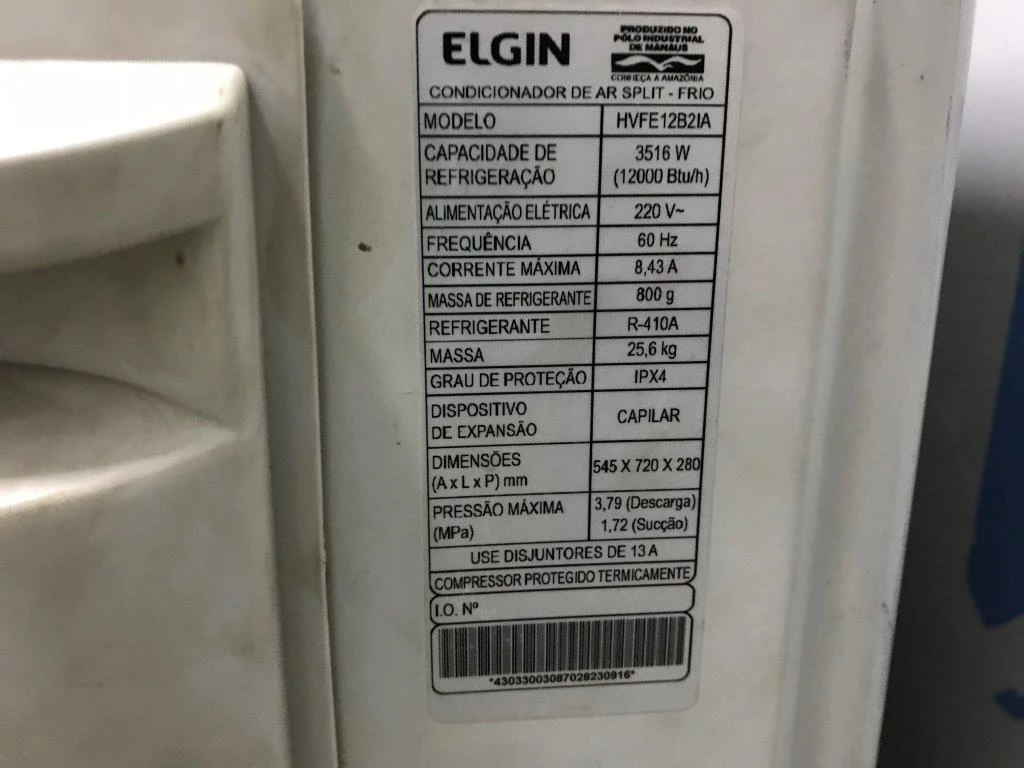 ELGIN
PRODUZIDO NO
PÓLO INDUSTRIAL
DE MANAUS
CONHEÇA A AMAZÔNIA
CONDICIONADOR DE AR SPLIT - FRIO
MODELO HVFE12B2IA
CAPACIDADE DE REFRIGERAÇÃO 3516 W (12000 Btu/h)
ALIMENTAÇÃO ELÉTRICA 220 V~
FREQUÊNCIA 60 Hz
CORRENTE MÁXIMA 8,43 A
MASSA DE REFRIGERANTE 800 g
REFRIGERANTE R-410A
MASSA 25,6 kg
GRAU DE PROTEÇÃO IPX4
DISPOSITIVO DE EXPANSÃO CAPILAR
DIMENSÕES (A x L x P) mm 545 X 720 X 280
PRESSÃO MÁXIMA (MPa) 3,79 (Descarga) 1,72 (Sucção)
USE DISJUNTORES DE 13 A
COMPRESSOR PROTEGIDO TERMICAMENTE
I.O. Nº
*43033003087028230916*